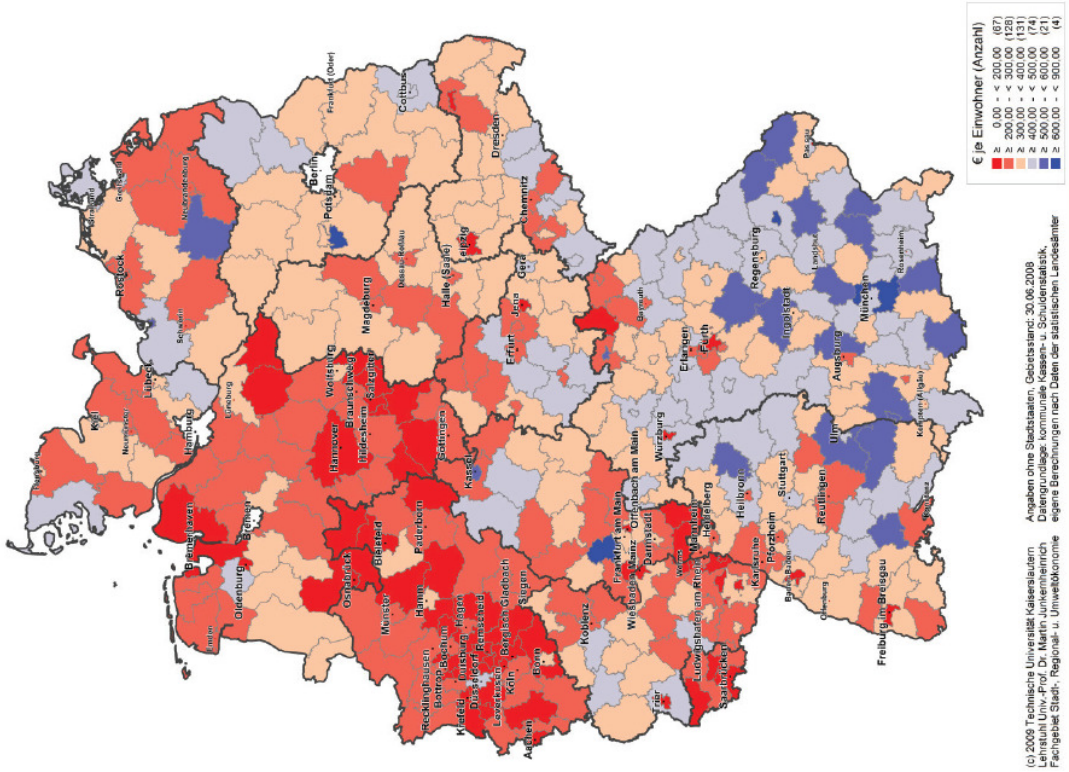 Flensburg
Kiel
Neumünster
Lübeck
Hamburg
Stralsund
Greifswald
Rostock
Neubrandenburg
Schwerin
Bremerhaven
Bremen
Emden
Oldenburg
Lüneburg
Wolfsburg
Braunschweig
Salzgitter
Hannover
Hildesheim
Göttingen
Osnabrück
Berlin
Potsdam
Frankfurt (Oder)
Cottbus
Magdeburg
Dessau-Roßlau
Halle (Saale)
Leipzig
Dresden
Chemnitz
Gera
Jena
Erfurt
Kassel
Bielefeld
Paderborn
Münster
Hamm
Recklinghausen
Bottrop
Bochum
Hagen
Krefeld
Duisburg
Düsseldorf
Remscheid
Leverkusen
Bergisch Gladbach
Köln
Siegen
Bonn
Aachen
Koblenz
Trier
Frankfurt am Main
Offenbach am Main
Wiesbaden
Mainz
Darmstadt
Worms
Mannheim
Ludwigshafen am Rhein
Heidelberg
Saarbrücken
Karlsruhe
Pforzheim
Baden-Baden
Heilbronn
Stuttgart
Reutlingen
Ulm
Offenburg
Freiburg im Breisgau
Konstanz
Würzburg
Bayreuth
Erlangen
Fürth
Regensburg
Ingolstadt
Landshut
Passau
Augsburg
München
Rosenheim
Kempten (Allgäu)
€ je Einwohner (Anzahl)
≥ 0,00 - < 200,00 (67)
≥ 200,00 - < 300,00 (128)
≥ 300,00 - < 400,00 (131)
≥ 400,00 - < 500,00 (74)
≥ 500,00 - < 600,00 (21)
≥ 600,00 - < 900,00 (4)
(c) 2009 Technische Universität Kaiserslautern
Lehrstuhl Univ.-Prof. Dr. Martin Junkernheinrich
Fachgebiet Stadt-, Regional- u. Umweltökonomie
Angaben ohne Stadtstaaten, Gebietsstand: 30.06.2008
Datengrundlage: kommunale Kassen- u. Schuldenstatistik,
eigene Berechnungen nach Daten der statistischen Landesämter